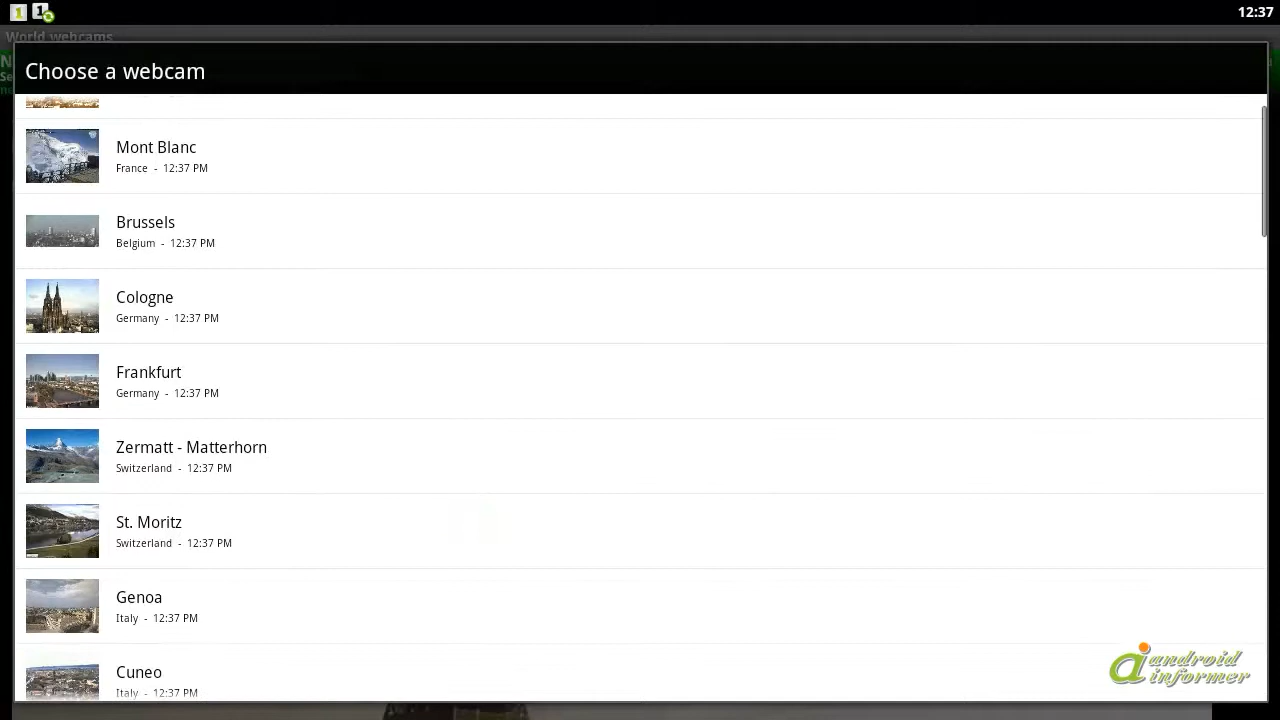 1 1 12:37
World webcams
Choose a webcam
Mont Blanc
France - 12:37 PM
Brussels
Belgium - 12:37 PM
Cologne
Germany - 12:37 PM
Frankfurt
Germany - 12:37 PM
Zermatt - Matterhorn
Switzerland - 12:37 PM
St. Moritz
Switzerland - 12:37 PM
Genoa
Italy - 12:37 PM
Cuneo
Italy - 12:37 PM
android
informer